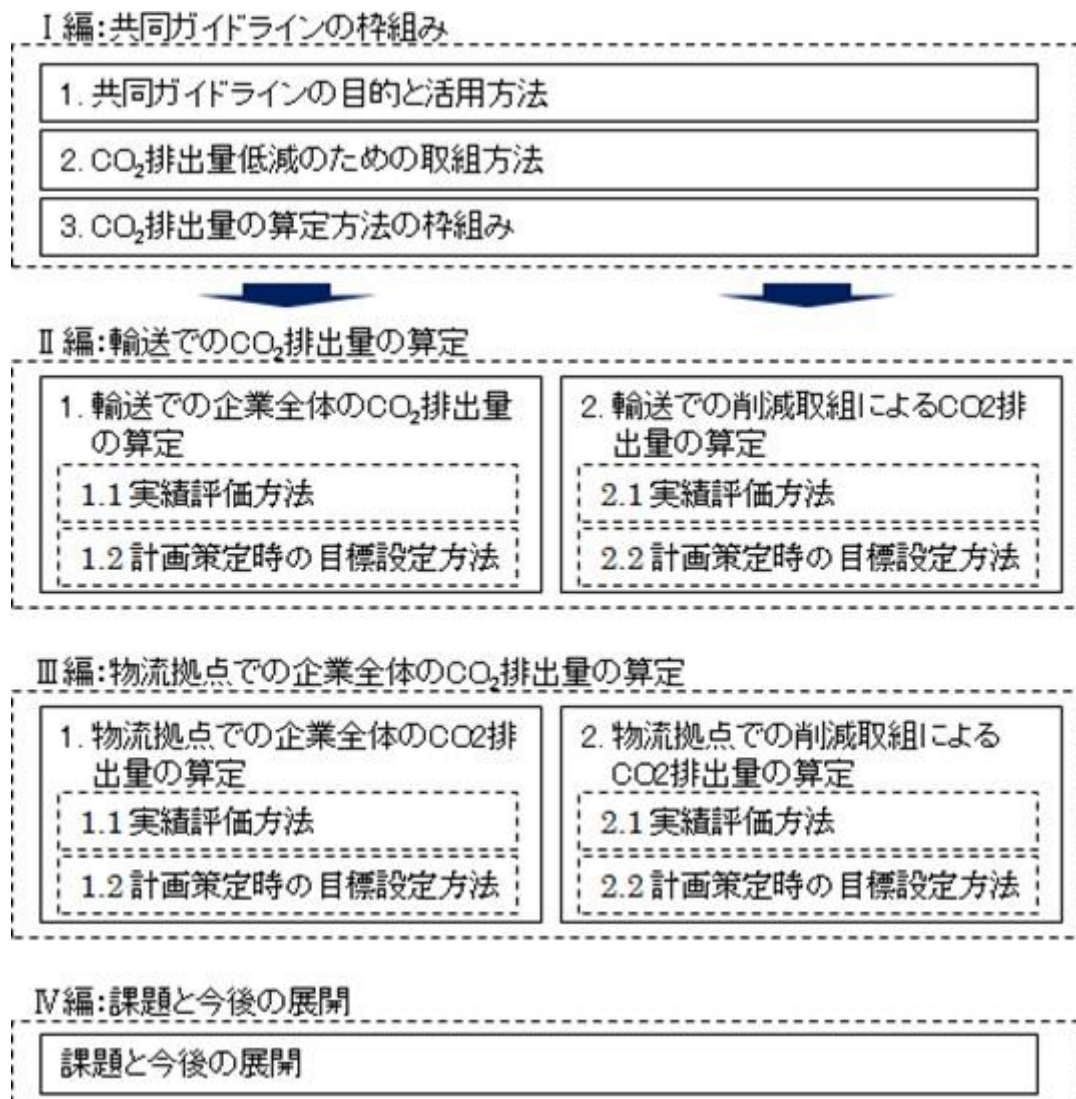 Ⅰ編:共同ガイドラインの枠組み
1. 共同ガイドラインの目的と活用方法
2. CO₂排出量低減のための取組方法
3. CO₂排出量の算定方法の枠組み
Ⅱ編:輸送でのCO₂排出量の算定
1. 輸送での企業全体のCO₂排出量
の算定
1.1 実績評価方法
1.2 計画策定時の目標設定方法
2. 輸送での削減取組によるCO2排
出量の算定
2.1 実績評価方法
2.2 計画策定時の目標設定方法
Ⅲ編:物流拠点での企業全体のCO₂排出量の算定
1. 物流拠点での企業全体のCO2排
出量の算定
1.1 実績評価方法
1.2 計画策定時の目標設定方法
2. 物流拠点での削減取組による
CO2排出量の算定
2.1 実績評価方法
2.2 計画策定時の目標設定方法
Ⅳ編:課題と今後の展開
課題と今後の展開